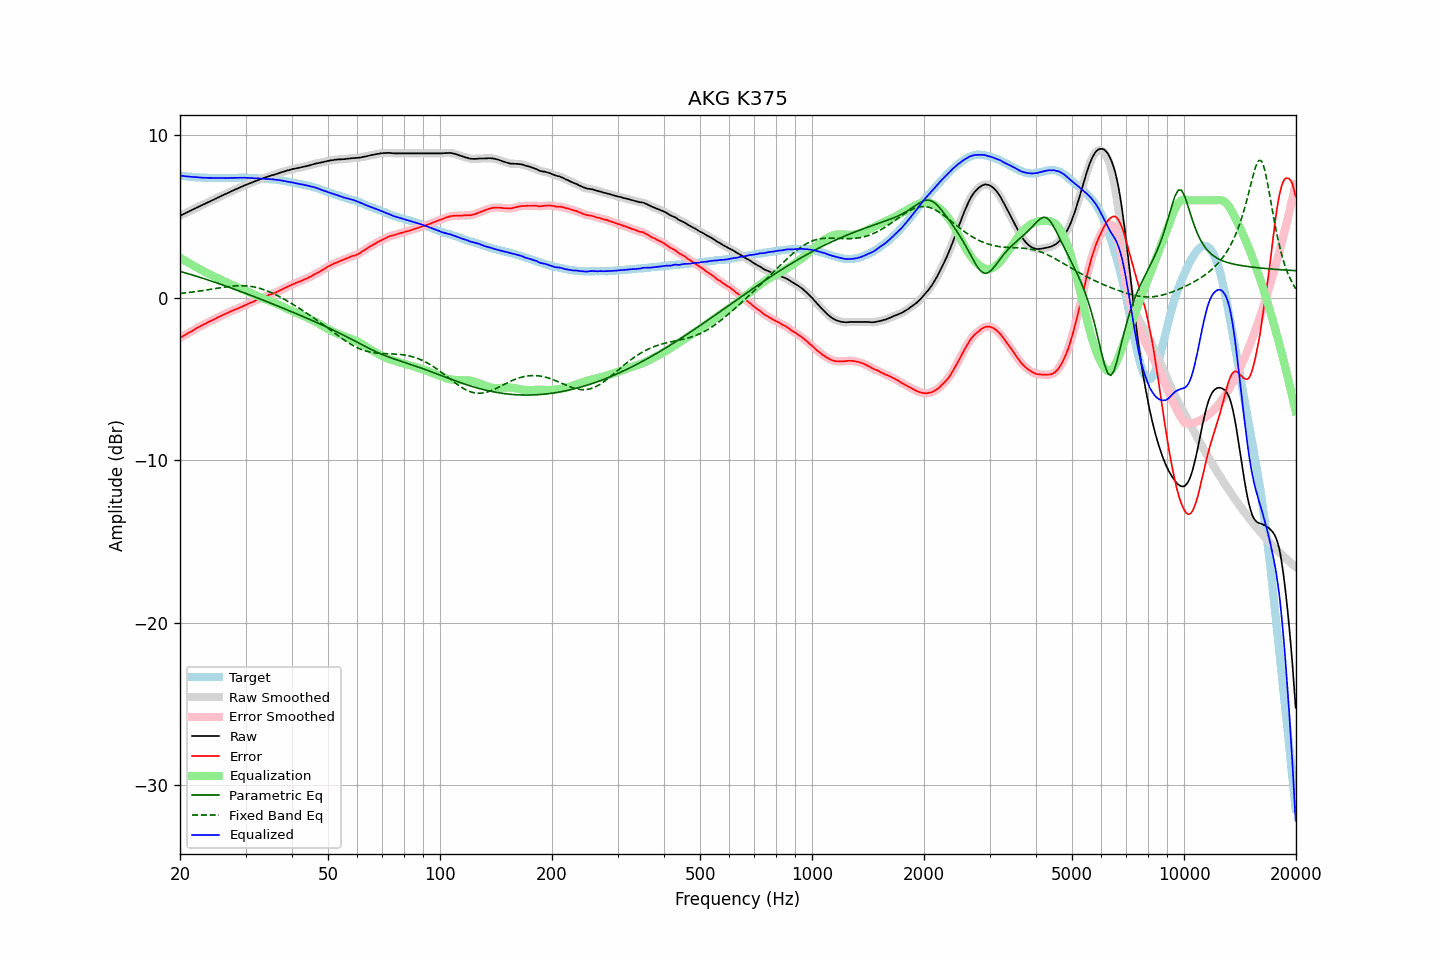 AKG K375
10
0
−10
−20
−30
Amplitude (dBr)
Target
Raw Smoothed
Error Smoothed
Raw
Error
Equalization
Parametric Eq
Fixed Band Eq
Equalized
20 50 100 200 500 1000 2000 5000 10000 20000
Frequency (Hz)